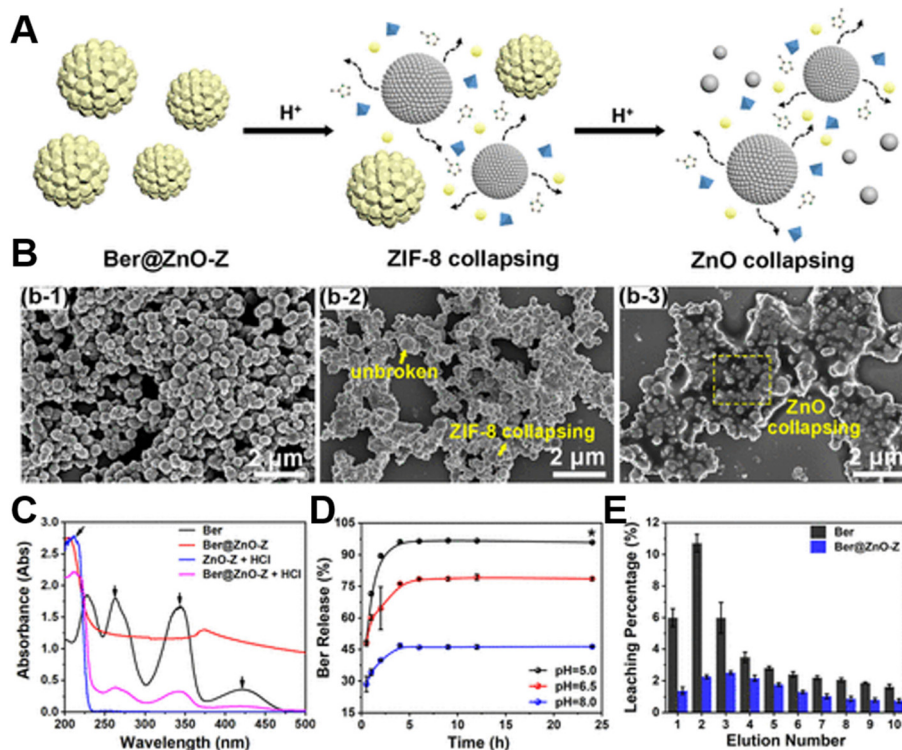 A
H⁺
H⁺
Ber@ZnO-Z
ZIF-8 collapsing
ZnO collapsing
B
(b-1)
2 μm
(b-2)
unbroken
ZIF-8 collapsing
2 μm
(b-3)
ZnO
collapsing
2 μm
C
Absorbance (Abs)
3.0
2.5
2.0
1.5
1.0
0.5
0.0
Ber
Ber@ZnO-Z
ZnO-Z + HCl
Ber@ZnO-Z + HCl
200 250 300 350 400 450 500
Wavelength (nm)
D
Ber Release (%)
105
90
75
60
45
30
15
*
pH=5.0
pH=6.5
pH=8.0
0 5 10 15 20 25
Time (h)
E
Leaching Percentage (%)
12
10
8
6
4
2
0
Ber
Ber@ZnO-Z
1 2 3 4 5 6 7 8 9 10
Elution Number